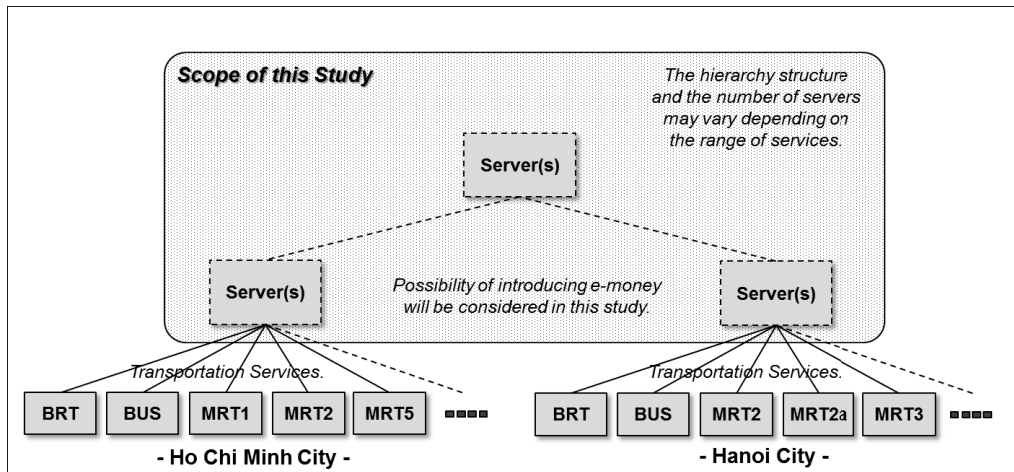 Scope of this Study
The hierarchy structure
and the number of servers
may vary depending on
the range of services.
Server(s)
Server(s)
Possibility of introducing e-money
will be considered in this study.
Server(s)
Transportation Services.
Transportation Services.
BRT
BUS
MRT1
MRT2
MRT5
BRT
BUS
MRT2
MRT2a
MRT3
- Ho Chi Minh City -
- Hanoi City -